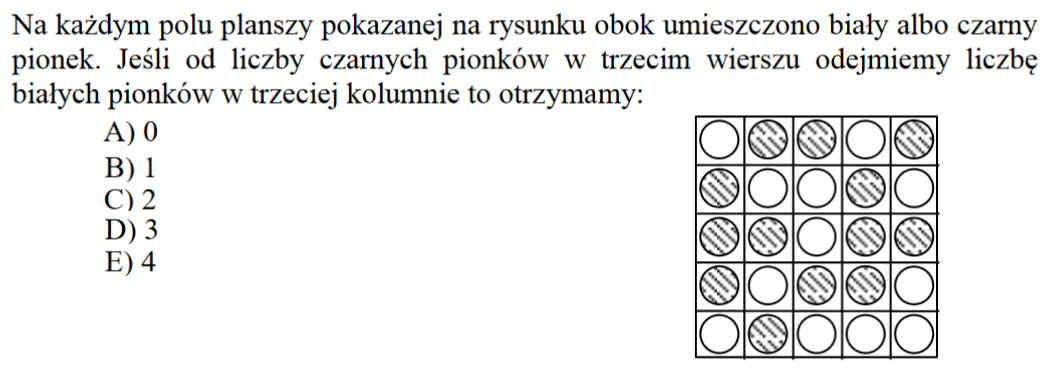 Na każdym polu planszy pokazanej na rysunku obok umieszczono biały albo czarny
pionek. Jeśli od liczby czarnych pionków w trzecim wierszu odejmiemy liczbę
białych pionków w trzeciej kolumnie to otrzymamy:
A) 0
B) 1
C) 2
D) 3
E) 4